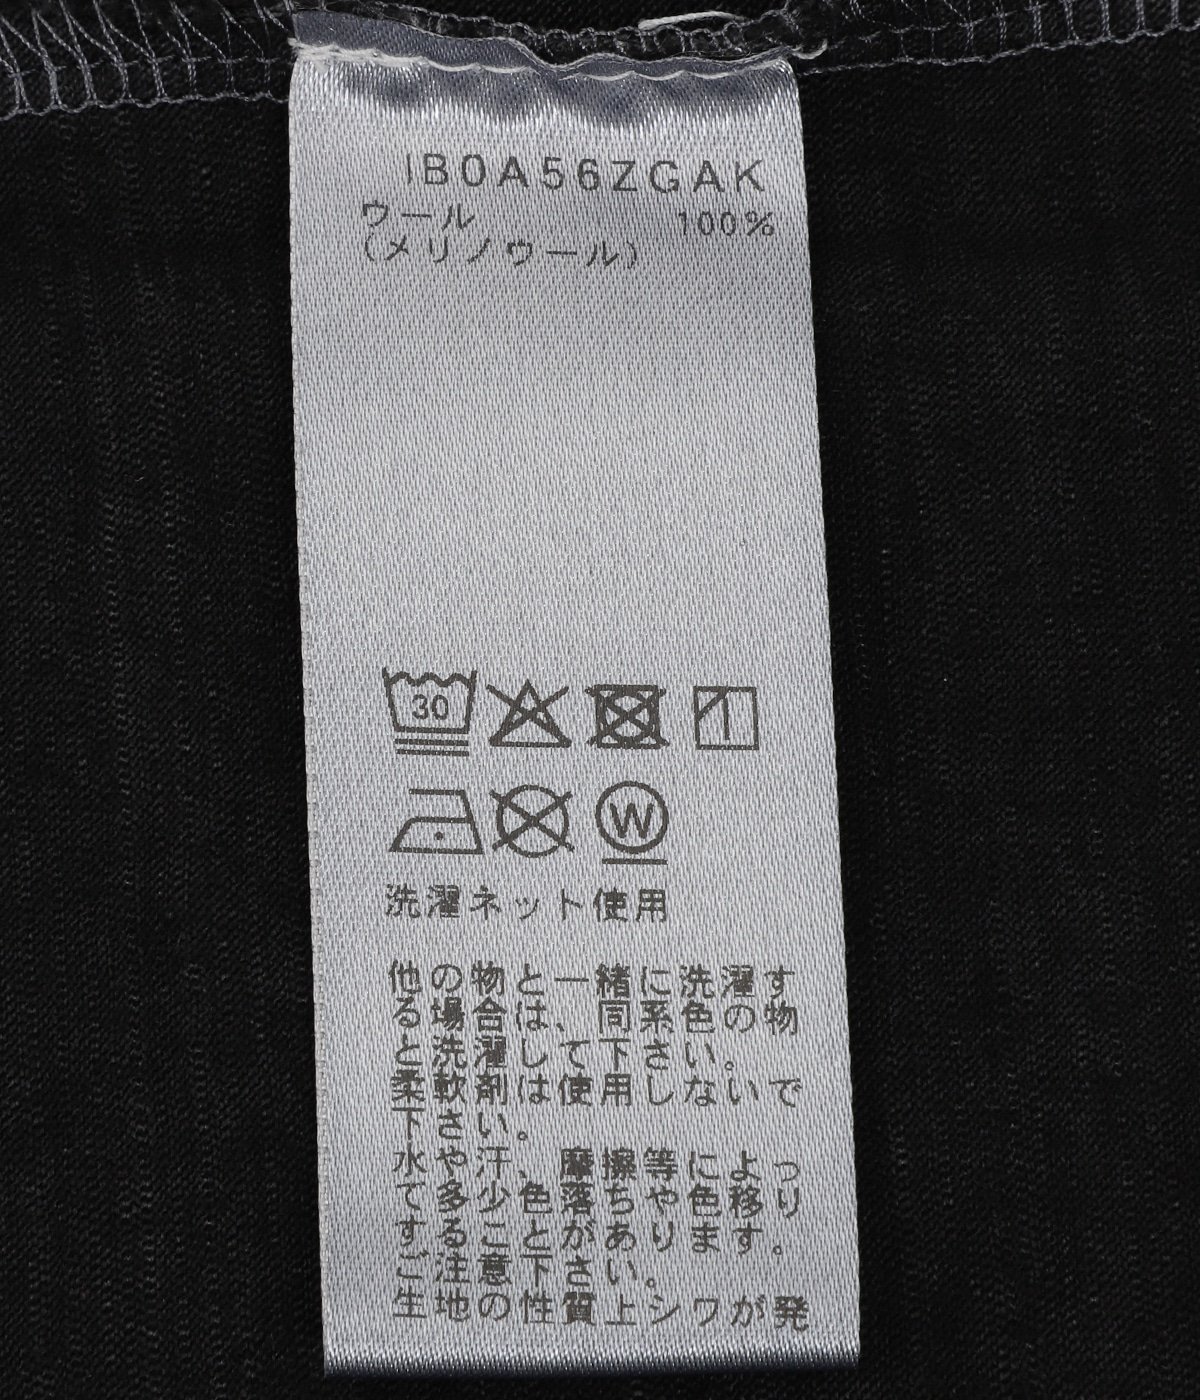 IB0A56ZGAK
ウール 100%
(メリノウール)
30
W
洗濯ネット使用
他の物と一緒に洗濯す
る場合は、同系色の物
と洗濯して下さい。
柔軟剤は使用しないで
下さい。
水や汗、摩擦等によっ
て多少色落ちや色移り
することがあります。
ご注意下さい。
生地の性質上シワが発